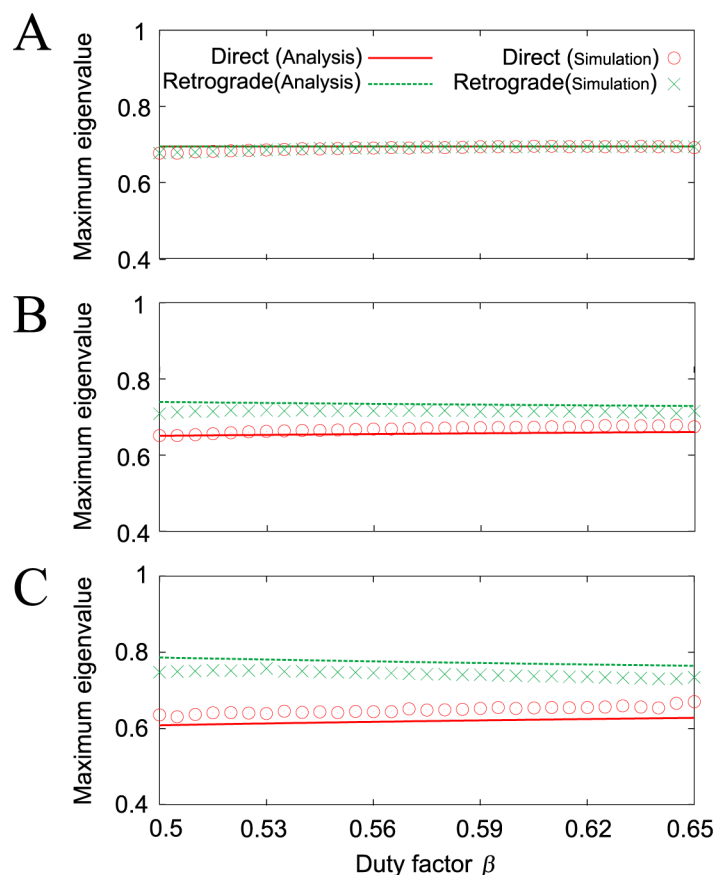 A
1
Direct (Analysis) Direct (Simulation)
Retrograde(Analysis) Retrograde(Simulation)
0.8
0.6
0.4
Maximum eigenvalue
B
1
0.8
0.6
0.4
Maximum eigenvalue
C
1
0.8
0.6
0.4
Maximum eigenvalue
0.5 0.53 0.56 0.59 0.62 0.65
Duty factor β